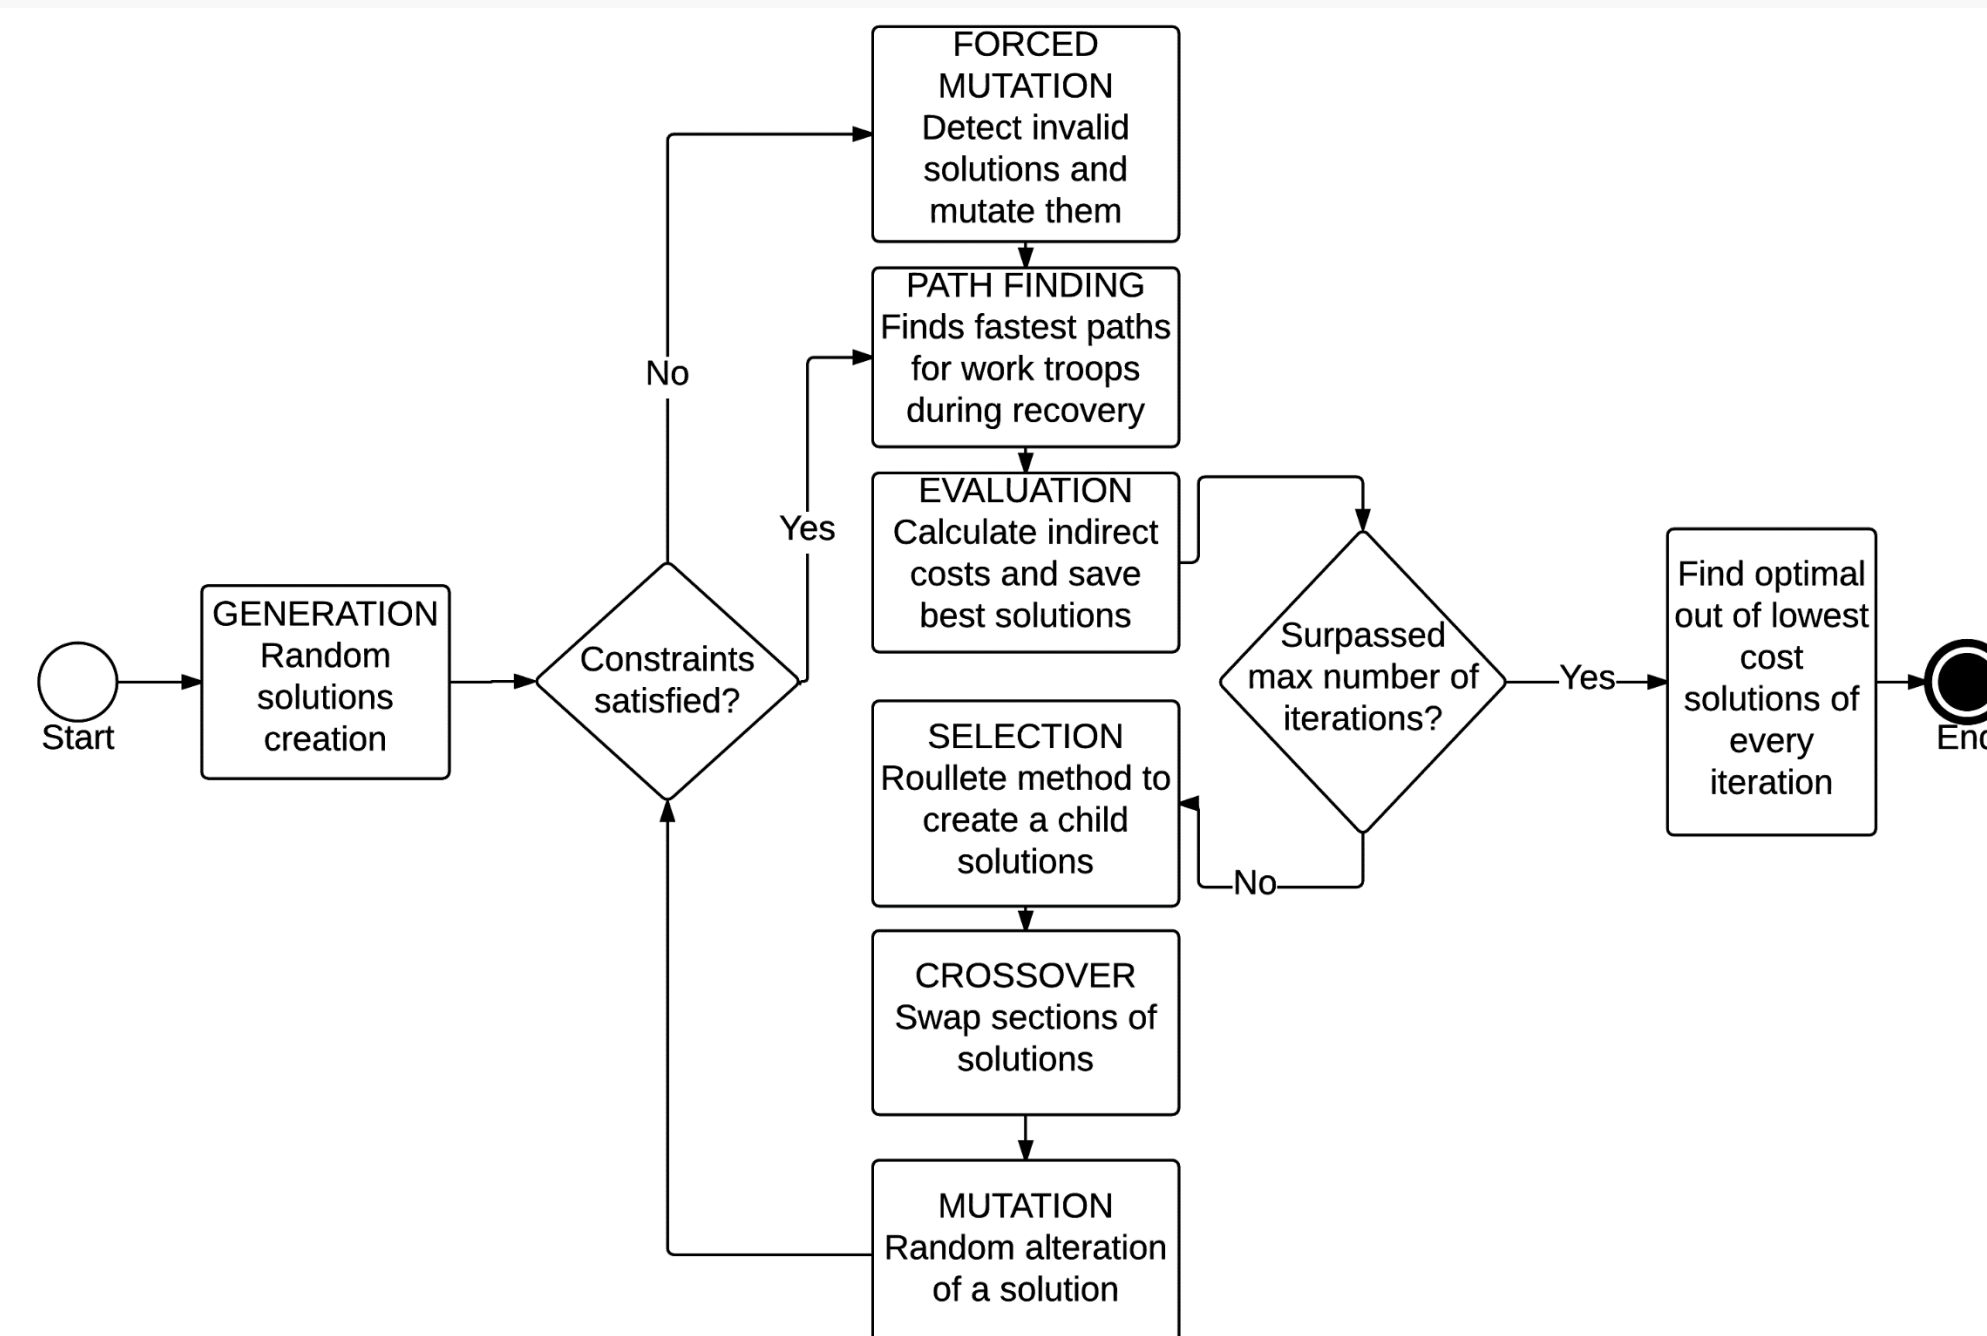 FORCED
MUTATION
Detect invalid
solutions and
mutate them
PATH FINDING
Finds fastest paths
for work troops
during recovery
No
Yes
EVALUATION
Calculate indirect
costs and save
best solutions
Start
GENERATION
Random
solutions
creation
Constraints
satisfied?
Surpassed
max number of
iterations?
Yes
Find optimal
out of lowest
cost
solutions of
every
iteration
End
No
SELECTION
Roullete method to
create a child
solutions
CROSSOVER
Swap sections of
solutions
MUTATION
Random alteration
of a solution